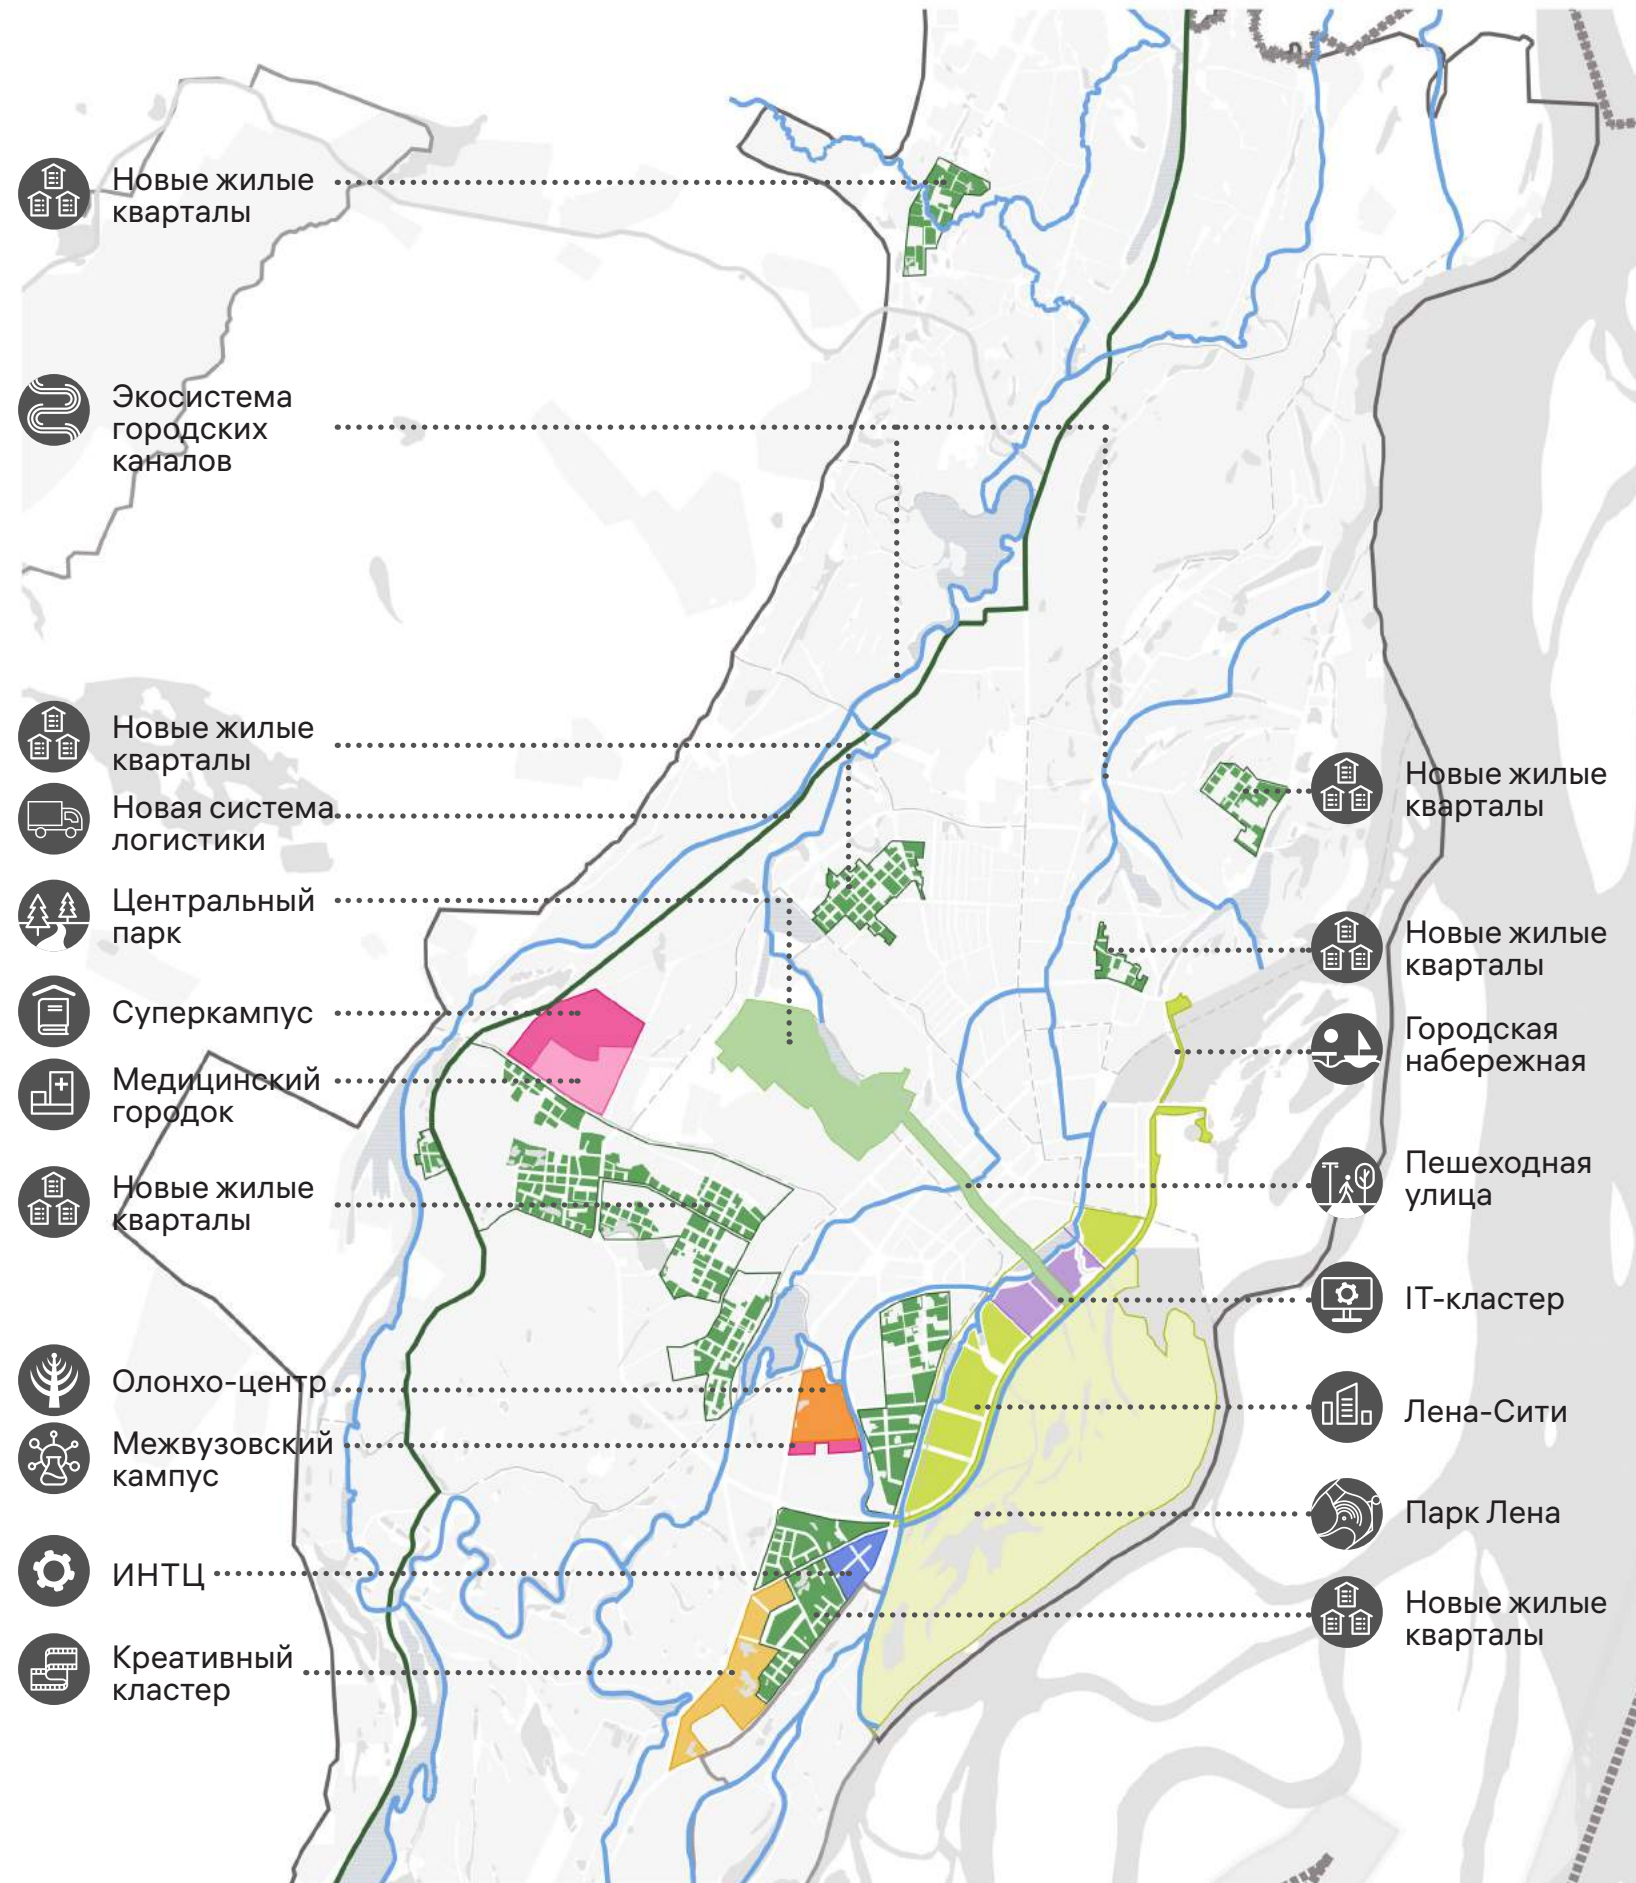 Новые жилые
кварталы
Экосистема
городских
каналов
Новые жилые
кварталы
Новая система
логистики
Центральный
парк
Суперкампус
Медицинский
городок
Новые жилые
кварталы
Олонхо-центр
Межвузовский
кампус
ИНТЦ
Креативный
кластер
Новые жилые
кварталы
Новые жилые
кварталы
Городская
набережная
Пешеходная
улица
IT-кластер
Лена-Сити
Парк Лена
Новые жилые
кварталы